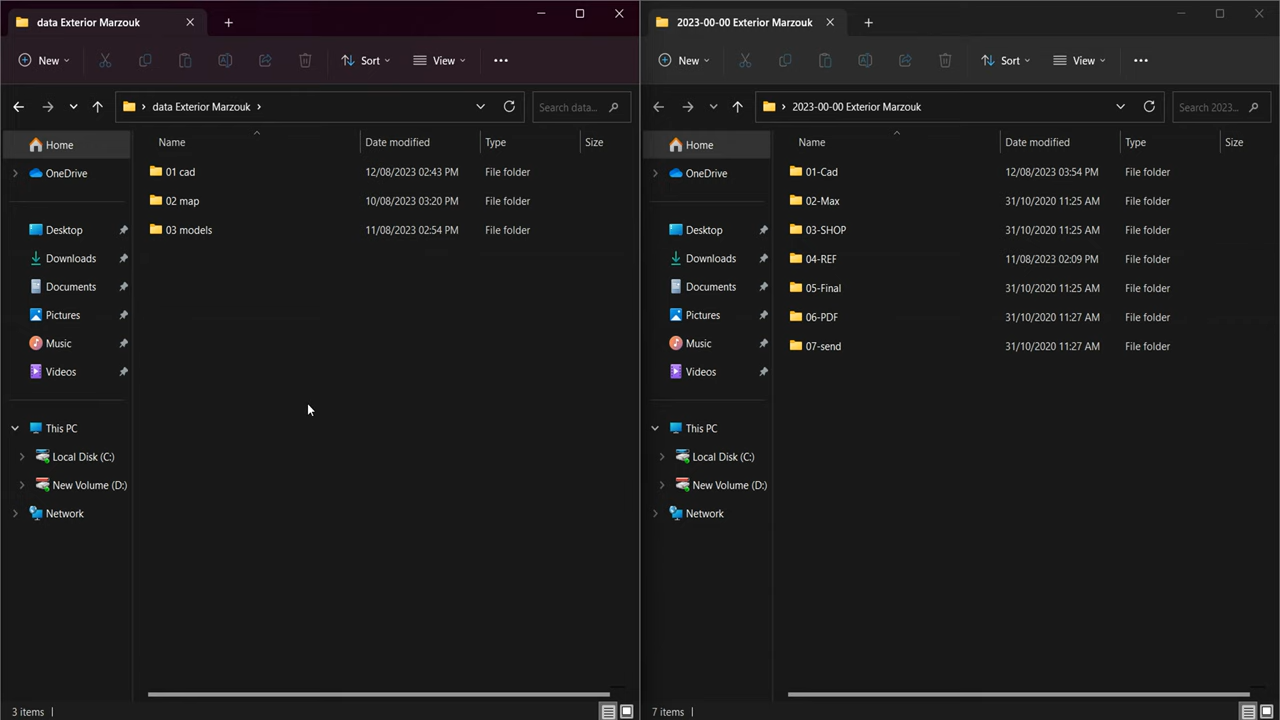 data Exterior Marzouk
New
Sort
View
data Exterior Marzouk
Search data...
Home
OneDrive
Desktop
Downloads
Documents
Pictures
Music
Videos
This PC
Local Disk (C:)
New Volume (D:)
Network
Name Date modified Type Size
01 cad 12/08/2023 02:43 PM File folder
02 map 10/08/2023 03:20 PM File folder
03 models 11/08/2023 02:54 PM File folder
3 items
2023-00-00 Exterior Marzouk
New
Sort
View
2023-00-00 Exterior Marzouk
Search 2023...
Home
OneDrive
Desktop
Downloads
Documents
Pictures
Music
Videos
This PC
Local Disk (C:)
New Volume (D:)
Network
Name Date modified Type Size
01-Cad 12/08/2023 03:54 PM File folder
02-Max 31/10/2020 11:25 AM File folder
03-SHOP 31/10/2020 11:25 AM File folder
04-REF 11/08/2023 02:09 PM File folder
05-Final 31/10/2020 11:25 AM File folder
06-PDF 31/10/2020 11:27 AM File folder
07-send 31/10/2020 11:27 AM File folder
7 items